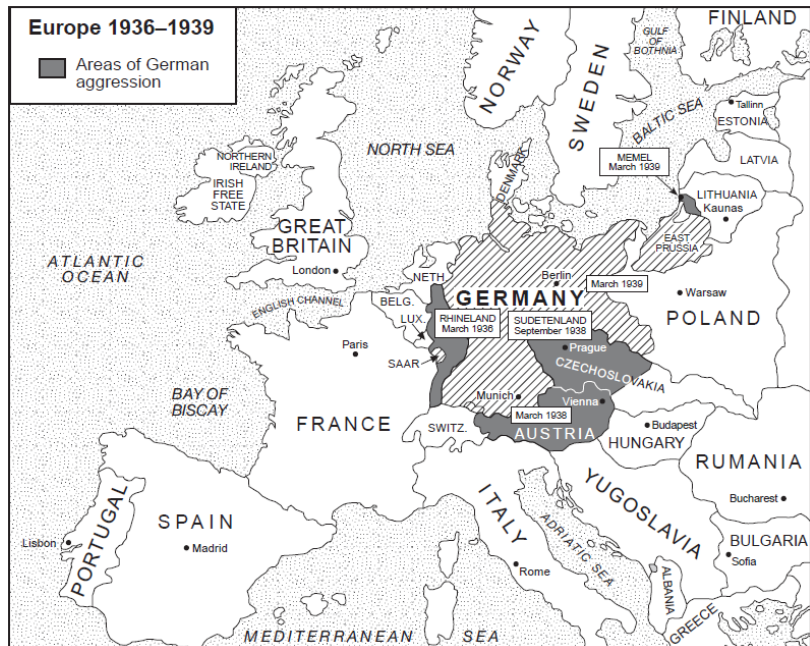 Europe 1936–1939
Areas of German
aggression
FINLAND
GULF
OF
BOTHNIA
NORWAY
SWEDEN
BALTIC SEA
Tallinn
ESTONIA
NORTH SEA
MEMEL
March 1939
LATVIA
LITHUANIA
Kaunas
NORTHERN
IRELAND
IRISH
FREE
STATE
DENMARK
EAST
PRUSSIA
GREAT
BRITAIN
ATLANTIC
OCEAN
London
NETH.
Berlin
March 1939
Warsaw
ENGLISH CHANNEL
BELG.
GERMANY
LUX.
RHINELAND
March 1936
SUDETENLAND
September 1938
POLAND
Paris
Prague
SAAR
CZECHOSLOVAKIA
BAY OF
BISCAY
Munich
Vienna
FRANCE
March 1938
SWITZ.
AUSTRIA
Budapest
HUNGARY
RUMANIA
ITALY
YUGOSLAVIA
Bucharest
PORTUGAL
SPAIN
Lisbon
Madrid
ADRIATIC SEA
BULGARIA
Sofia
Rome
ALBANIA
GREECE
MEDITERRANEAN SEA